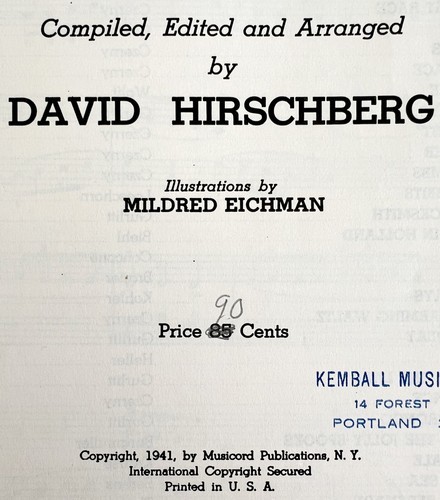 Compiled, Edited and Arranged
by
DAVID HIRSCHBERG
Illustrations by
MILDRED EICHMAN
90
Price 85 Cents
KEMBALL MUSI
14 FOREST
PORTLAND
Copyright, 1941, by Musicord Publications, N. Y.
International Copyright Secured
Printed in U. S. A.